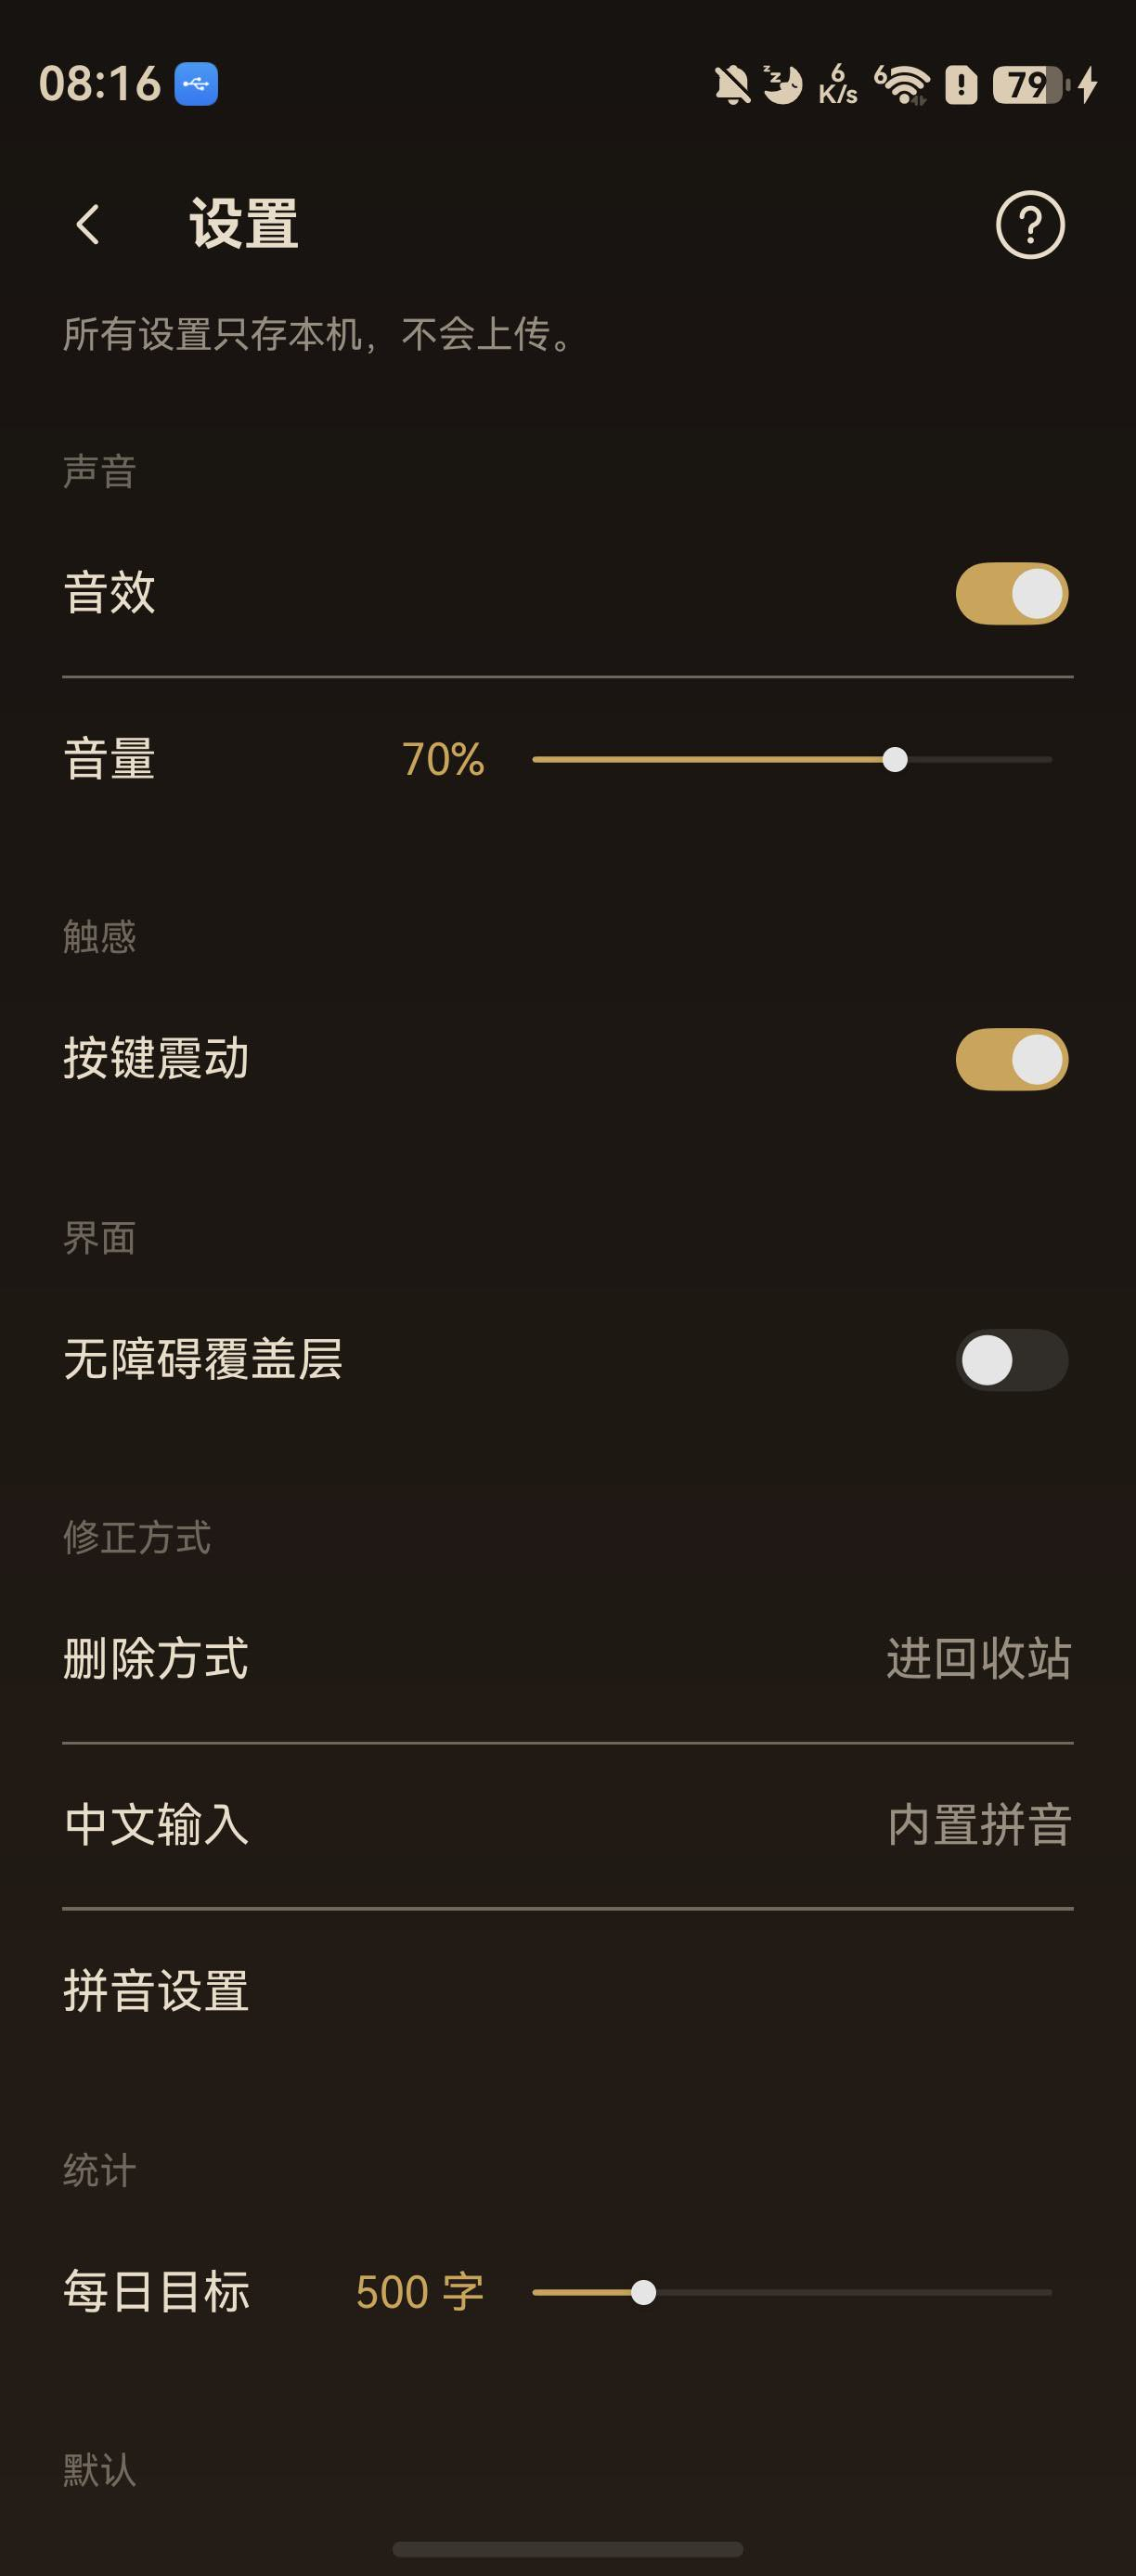 08:16
6 K/s
6
79
设置
所有设置只存本机，不会上传。
声音
音效
音量 70%
触感
按键震动
界面
无障碍覆盖层
修正方式
删除方式 进回收站
中文输入 内置拼音
拼音设置
统计
每日目标 500 字
默认